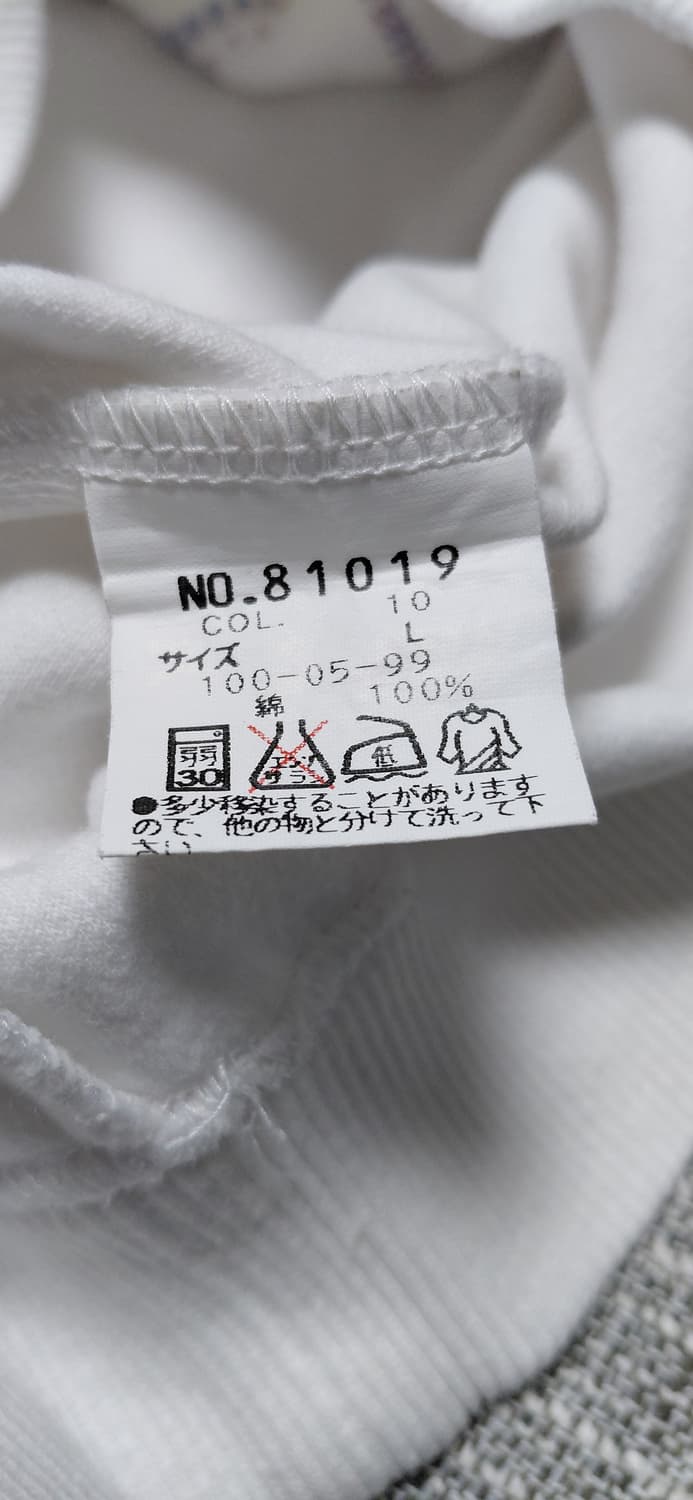 NO.81019
COL. 10
サイズ L
100-05-99
綿 100%
弱 エンソ 低
30 サラシ
●多少移染することがあります
ので、他の物と分けて洗って下
さい